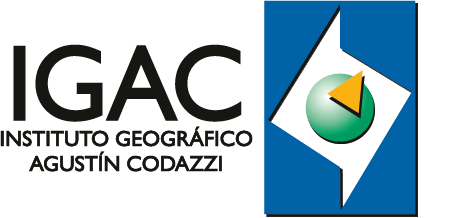 IGAC
INSTITUTO GEOGRÁFICO
AGUSTÍN CODAZZI